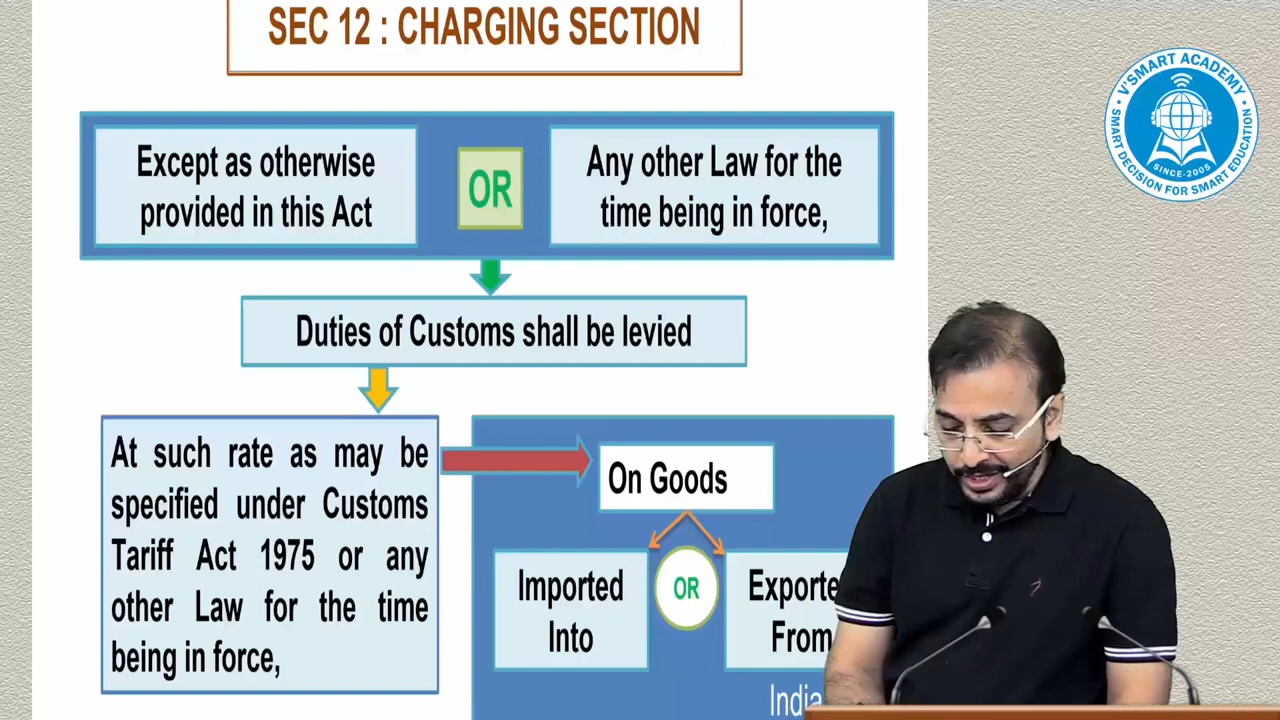 SEC 12 : CHARGING SECTION
Except as otherwise
provided in this Act
OR
Any other Law for the
time being in force,
Duties of Customs shall be levied
At such rate as may be
specified under Customs
Tariff Act 1975 or any
other Law for the time
being in force,
On Goods
Imported
Into
OR
Exporte
From
India
V'SMART ACADEMY
SINCE-2005
SMART DECISION FOR SMART EDUCATION